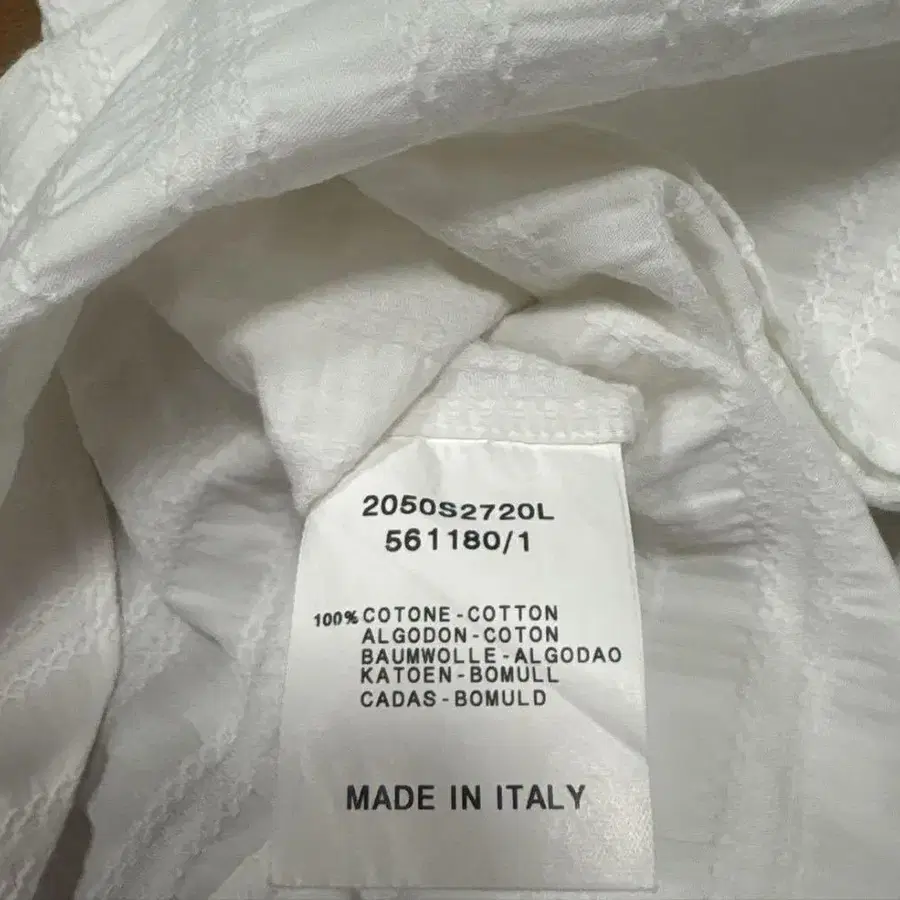 2050S2720L
561180/1
100% COTONE-COTTON
ALGODON-COTON
BAUMWOLLE-ALGODAO
KATOEN-BOMULL
CADAS-BOMULD
MADE IN ITALY